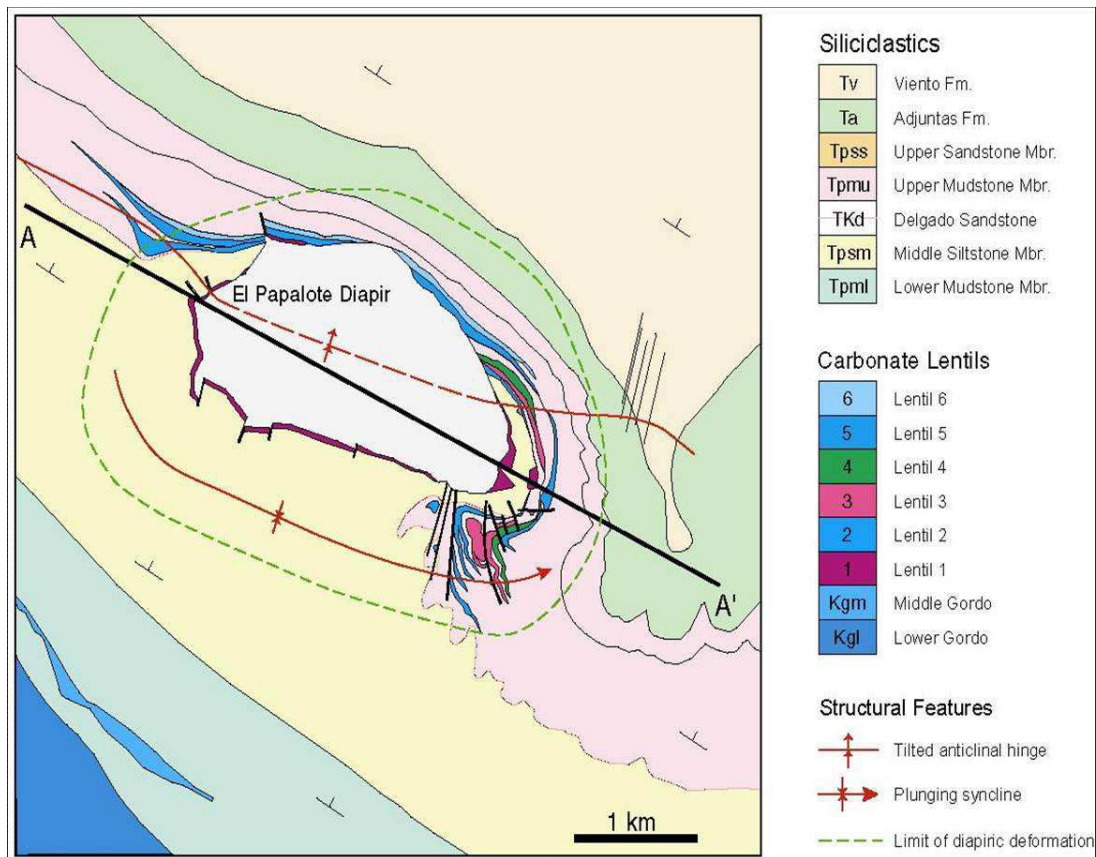 A
El Papalote Diapir
A'
1 km
Siliciclastics
Tv Viento Fm.
Ta Adjuntas Fm.
Tpss Upper Sandstone Mbr.
Tpmu Upper Mudstone Mbr.
TKd Delgado Sandstone
Tpsm Middle Siltstone Mbr.
Tpml Lower Mudstone Mbr.
Carbonate Lentils
6 Lentil 6
5 Lentil 5
4 Lentil 4
3 Lentil 3
2 Lentil 2
1 Lentil 1
Kgm Middle Gordo
Kgl Lower Gordo
Structural Features
Tilted anticlinal hinge
Plunging syncline
Limit of diapiric deformation